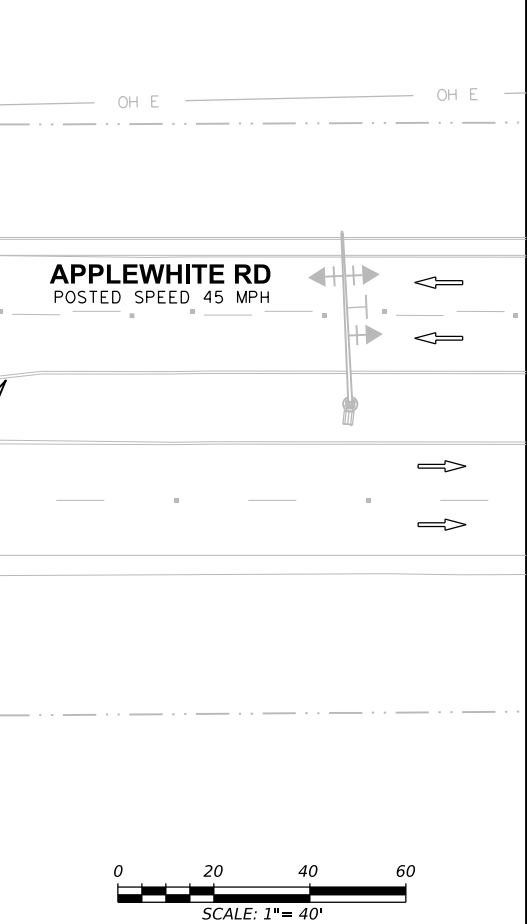 OH E OH E
APPLEWHITE RD
POSTED SPEED 45 MPH
0 20 40 60
SCALE: 1"= 40'